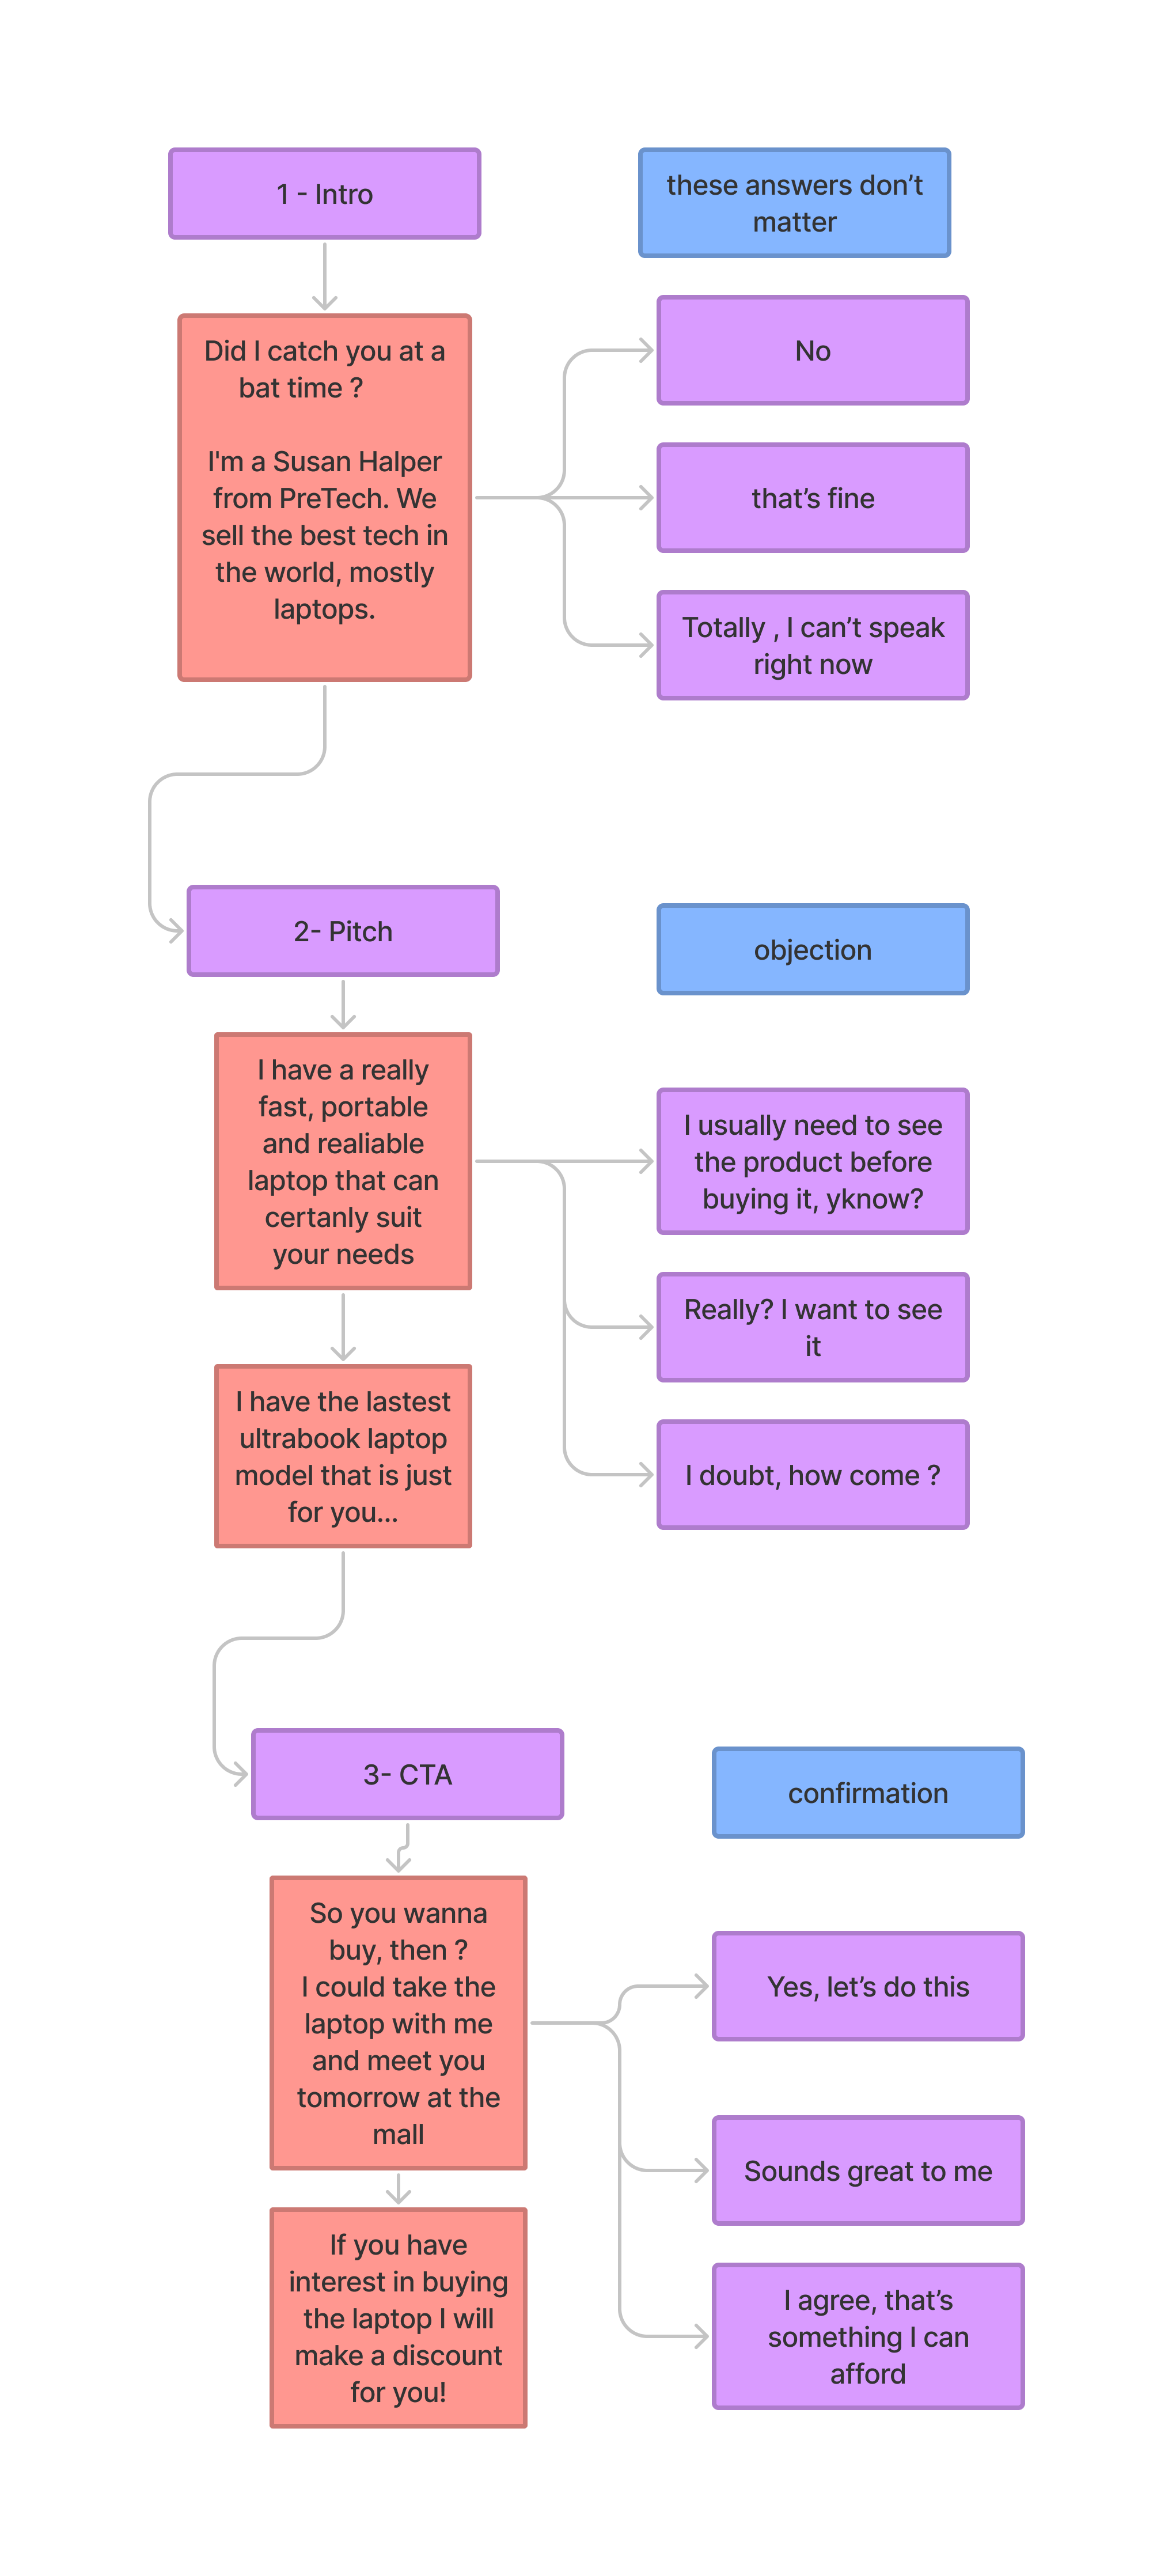 1 - Intro
these answers don’t
matter
Did I catch you at a
bat time ?
I'm a Susan Halper
from PreTech. We
sell the best tech in
the world, mostly
laptops.
No
that’s fine
Totally , I can’t speak
right now
2- Pitch
objection
I have a really
fast, portable
and realiable
laptop that can
certanly suit
your needs
I usually need to see
the product before
buying it, yknow?
Really? I want to see
it
I have the lastest
ultrabook laptop
model that is just
for you...
I doubt, how come ?
3- CTA
confirmation
So you wanna
buy, then ?
I could take the
laptop with me
and meet you
tomorrow at the
mall
Yes, let’s do this
Sounds great to me
If you have
interest in buying
the laptop I will
make a discount
for you!
I agree, that’s
something I can
afford